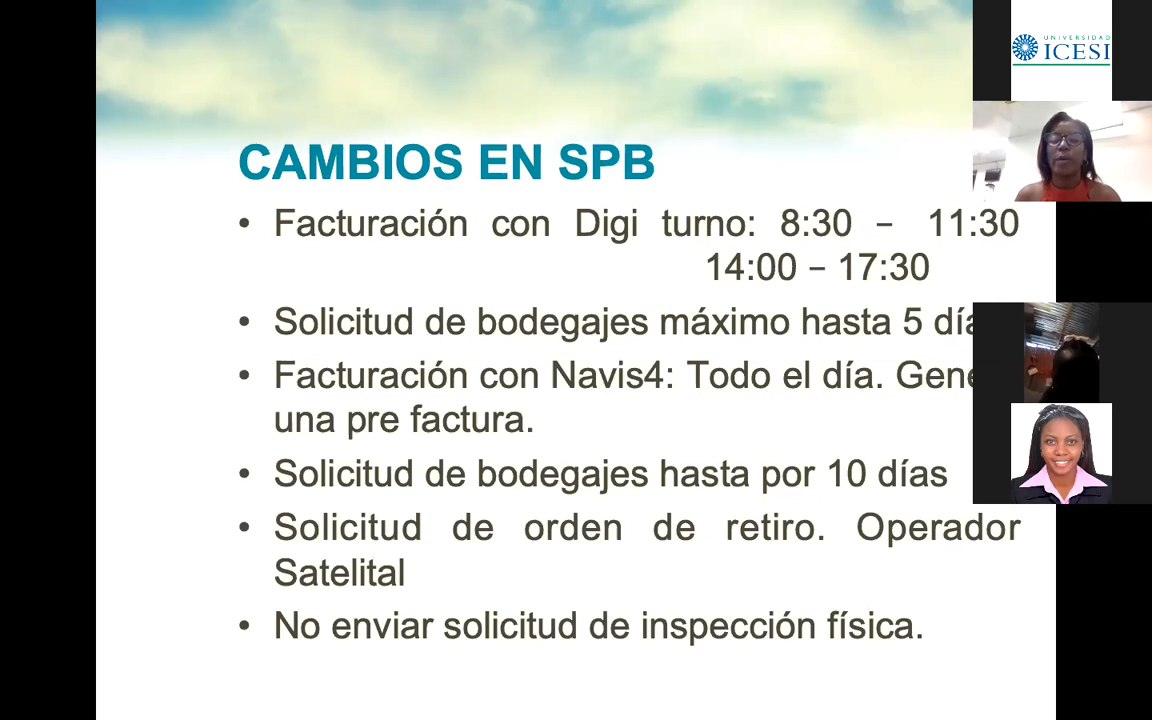 UNIVERSIDAD
ICESI
CAMBIOS EN SPB
• Facturación con Digi turno: 8:30 – 11:30
14:00 – 17:30
• Solicitud de bodegajes máximo hasta 5
• Facturación con Navis4: Todo el día.
una pre factura.
• Solicitud de bodegajes hasta por 10 días
• Solicitud de orden de retiro. Operador
Satelital
• No enviar solicitud de inspección física.